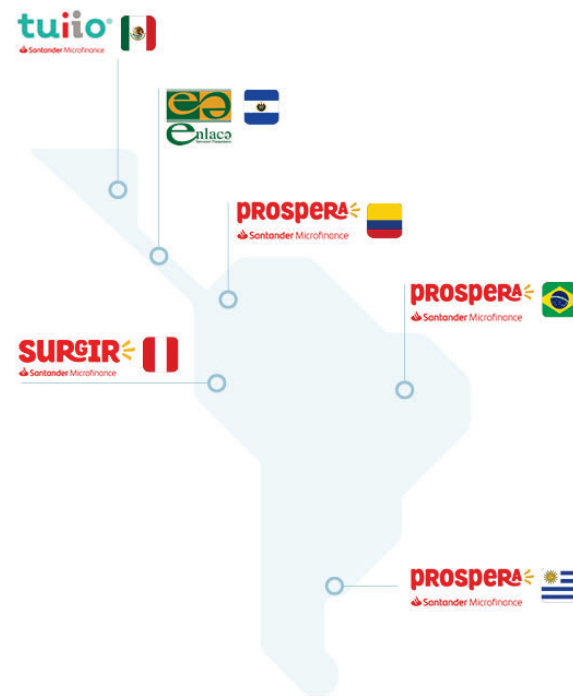 tuiio
Santander Microfinance
enlace
PROSPERA
Santander Microfinance
PROSPERA
Santander Microfinance
SURGIR
Santander Microfinance
PROSPERA
Santander Microfinance